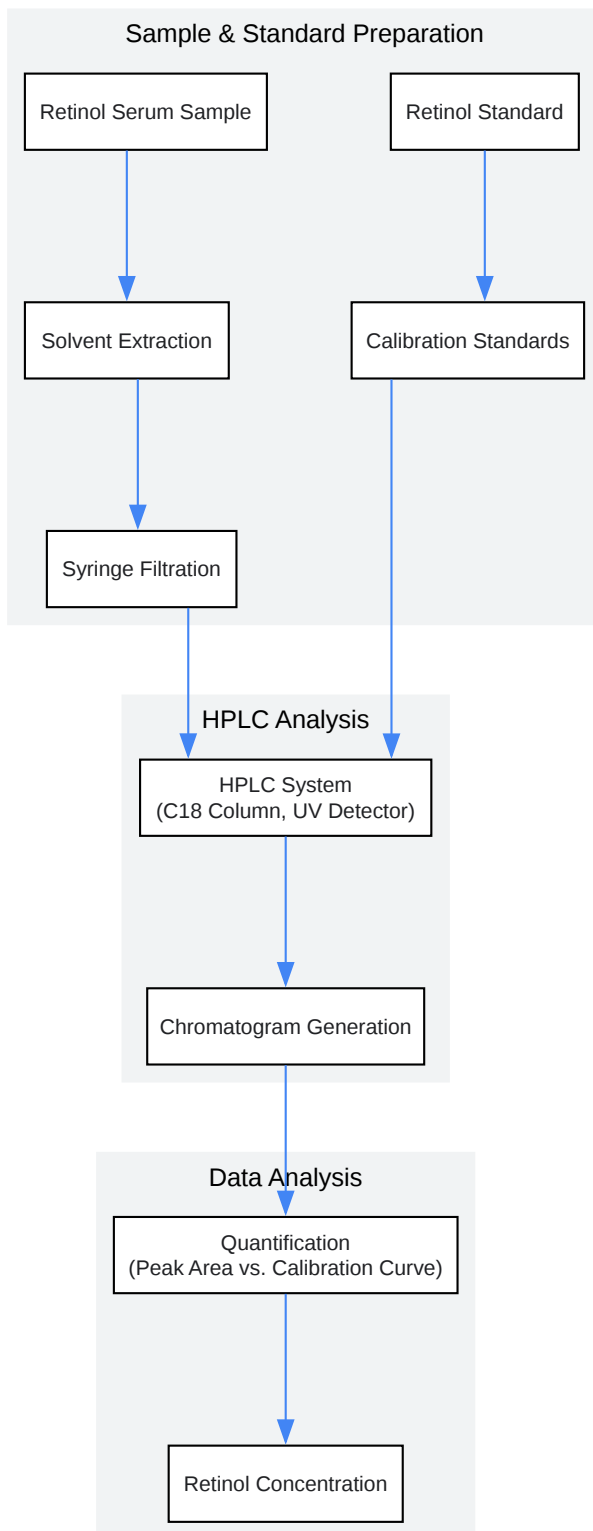 Sample & Standard Preparation
Retinol Serum Sample
Retinol Standard
Solvent Extraction
Calibration Standards
Syringe Filtration
HPLC Analysis
HPLC System
(C18 Column, UV Detector)
Chromatogram Generation
Data Analysis
Quantification
(Peak Area vs. Calibration Curve)
Retinol Concentration